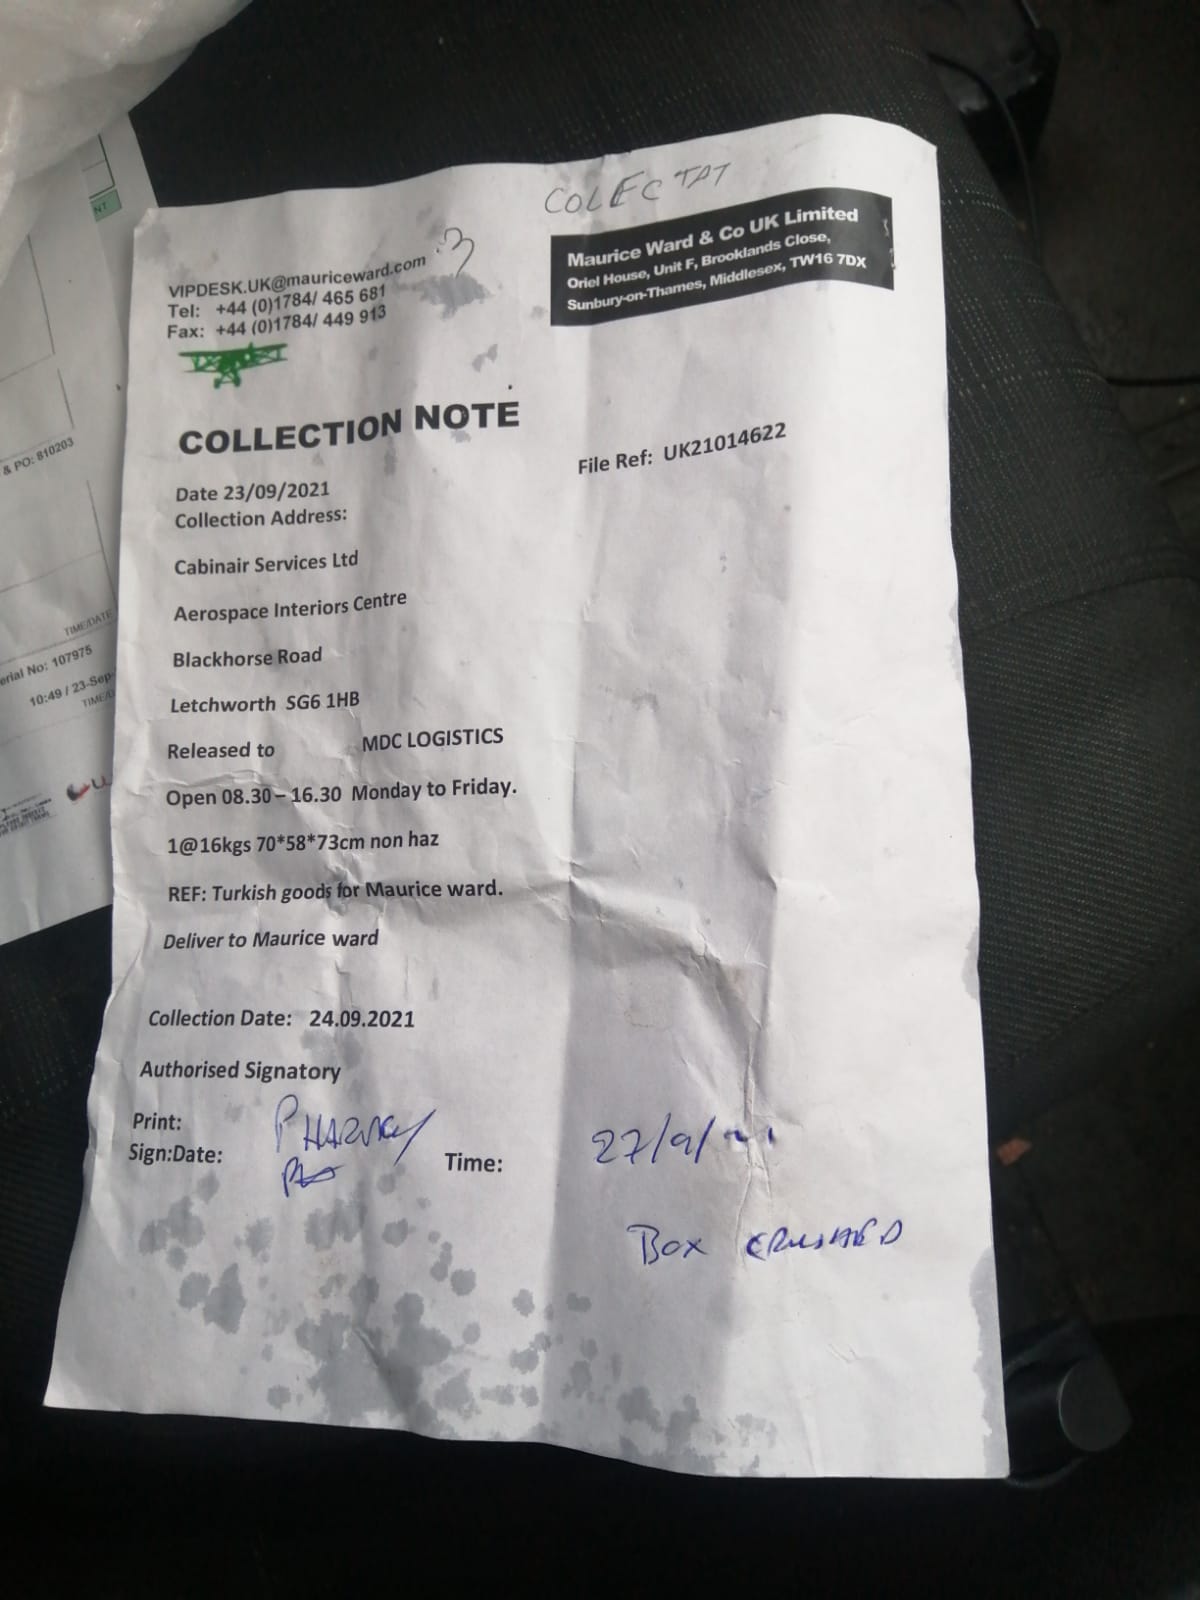 COLECTAT
VIPDESK.UK@mauriceward.com 3
Tel: +44 (0)1784/ 465 681
Fax: +44 (0)1784/ 449 913
Maurice Ward & Co UK Limited
Oriel House, Unit F, Brooklands Close,
Sunbury-on-Thames, Middlesex, TW16 7DX
COLLECTION NOTE
File Ref: UK21014622
Date 23/09/2021
Collection Address:
Cabinair Services Ltd
Aerospace Interiors Centre
Blackhorse Road
Letchworth SG6 1HB
Released to MDC LOGISTICS
Open 08.30 – 16.30 Monday to Friday.
1@16kgs 70*58*73cm non haz
REF: Turkish goods for Maurice ward.
Deliver to Maurice ward
Collection Date: 24.09.2021
Authorised Signatory
Print: P HARVEY
Sign:Date:
Time: 27/9/21
BOX CRUSHED
NT
& PO: 810203
TIME/DATE
erial No: 107975
10:49 / 23-Sep-
TIME/D